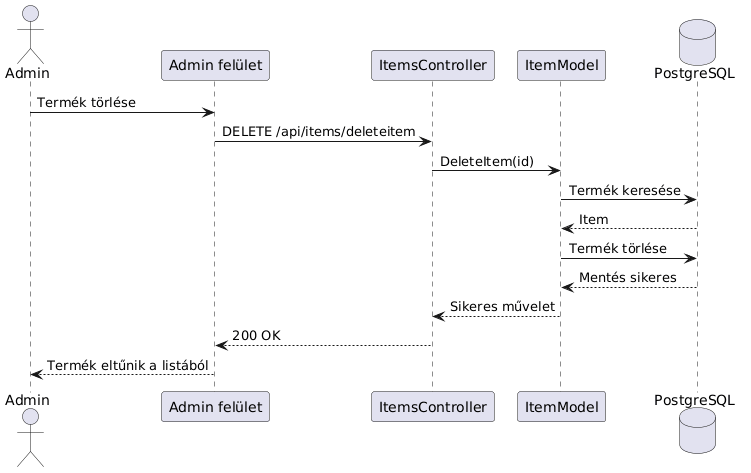 Admin
Admin felület
ItemsController
ItemModel
PostgreSQL
Termék törlése
DELETE /api/items/deleteitem
DeleteItem(id)
Termék keresése
Item
Termék törlése
Mentés sikeres
Sikeres művelet
200 OK
Termék eltűnik a listából
Admin
Admin felület
ItemsController
ItemModel
PostgreSQL